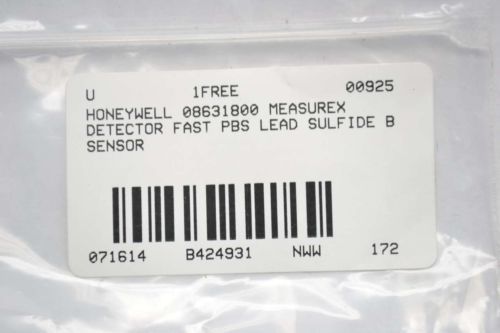 U 1FREE 00925
HONEYWELL 08631800 MEASUREX
DETECTOR FAST PBS LEAD SULFIDE B
SENSOR
071614 B424931 NWW 172